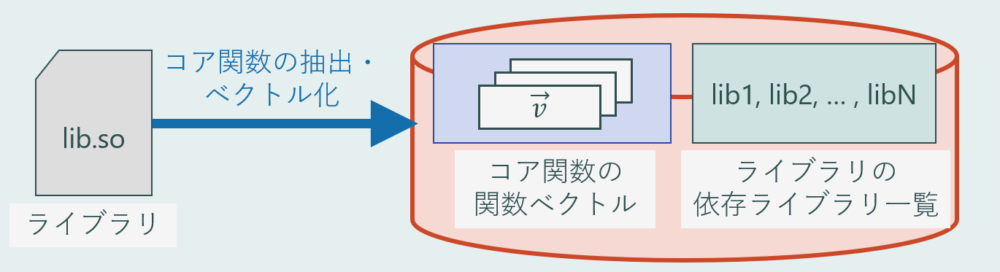 コア関数の抽出・
ベクトル化
lib.so
ライブラリ
v⃗
コア関数の
関数ベクトル
lib1, lib2, … , libN
ライブラリの
依存ライブラリ一覧